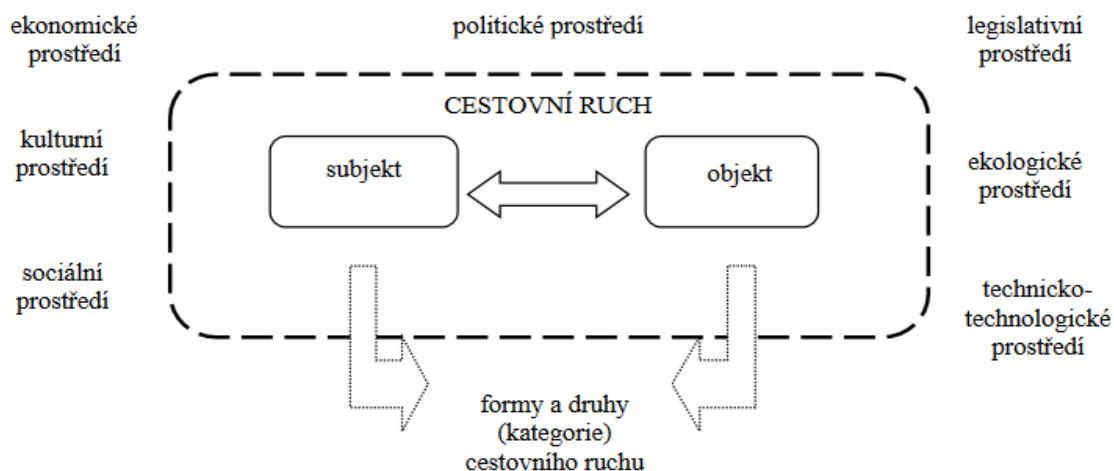 ekonomické
prostředí
politické prostředí
legislativní
prostředí
CESTOVNÍ RUCH
kulturní
prostředí
subjekt
objekt
ekologické
prostředí
sociální
prostředí
technicko-
technologické
prostředí
formy a druhy
(kategorie)
cestovního ruchu